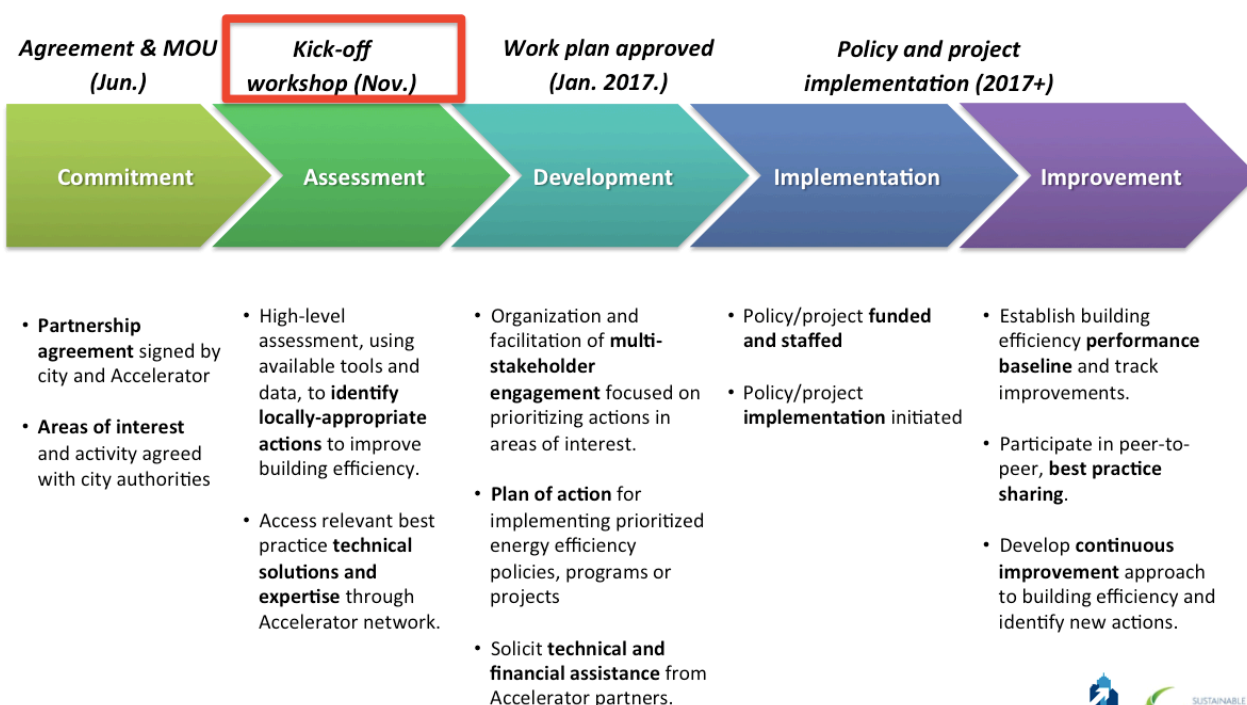 Agreement & MOU
(Jun.)
Kick-off
workshop (Nov.)
Work plan approved
(Jan. 2017.)
Policy and project
implementation (2017+)
Commitment
Assessment
Development
Implementation
Improvement
• Partnership
agreement signed by
city and Accelerator
• Areas of interest
and activity agreed
with city authorities
• High-level
assessment, using
available tools and
data, to identify
locally-appropriate
actions to improve
building efficiency.
• Access relevant best
practice technical
solutions and
expertise through
Accelerator network.
• Organization and
facilitation of multi-
stakeholder
engagement focused on
prioritizing actions in
areas of interest.
• Plan of action for
implementing prioritized
energy efficiency
policies, programs or
projects
• Solicit technical and
financial assistance from
Accelerator partners.
• Policy/project funded
and staffed
• Policy/project
implementation initiated
• Establish building
efficiency performance
baseline and track
improvements.
• Participate in peer-to-
peer, best practice
sharing.
• Develop continuous
improvement approach
to building efficiency and
identify new actions.
SUSTAINABLE